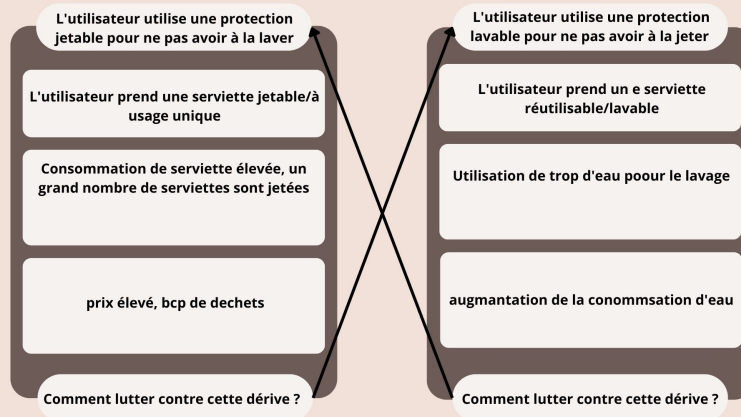 L'utilisateur utilise une protection
jetable pour ne pas avoir à la laver
L'utilisateur prend une serviette jetable/à
usage unique
Consommation de serviette élevée, un
grand nombre de serviettes sont jetées
prix élevé, bcp de dechets
Comment lutter contre cette dérive ?
L'utilisateur utilise une protection
lavable pour ne pas avoir à la jeter
L'utilisateur prend un e serviette
réutilisable/lavable
Utilisation de trop d'eau poour le lavage
augmantation de la conommsation d'eau
Comment lutter contre cette dérive ?